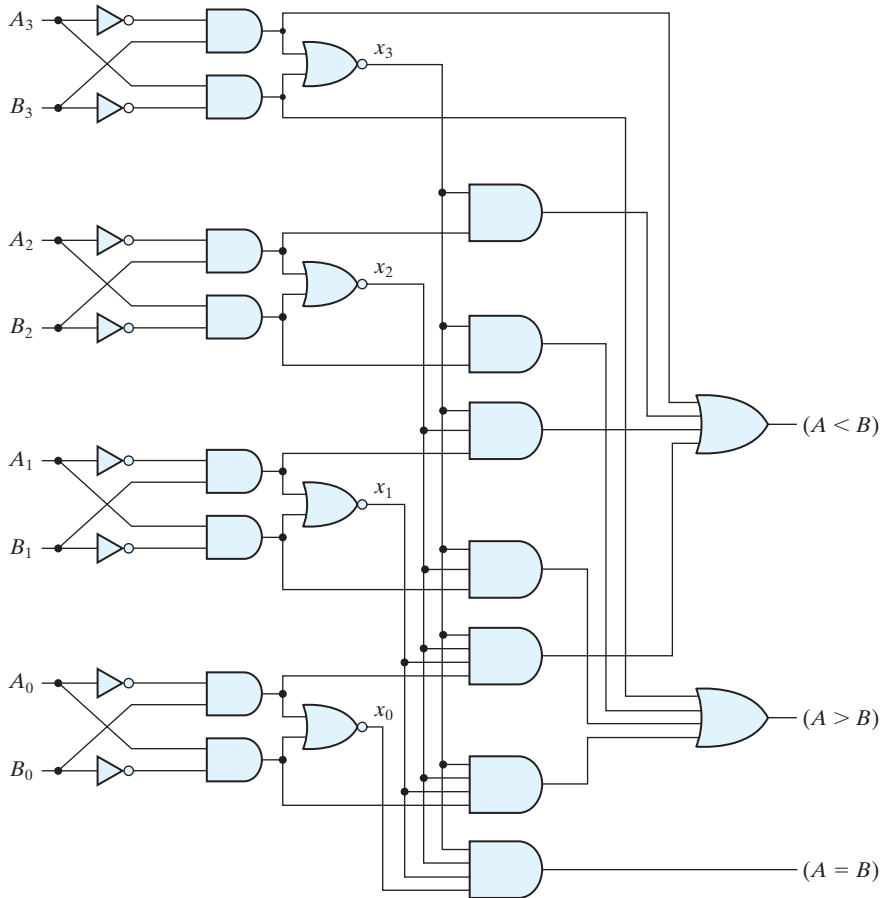 A₃
x₃
B₃
A₂
x₂
B₂
(A < B)
A₁
x₁
B₁
A₀
x₀
(A > B)
B₀
(A = B)